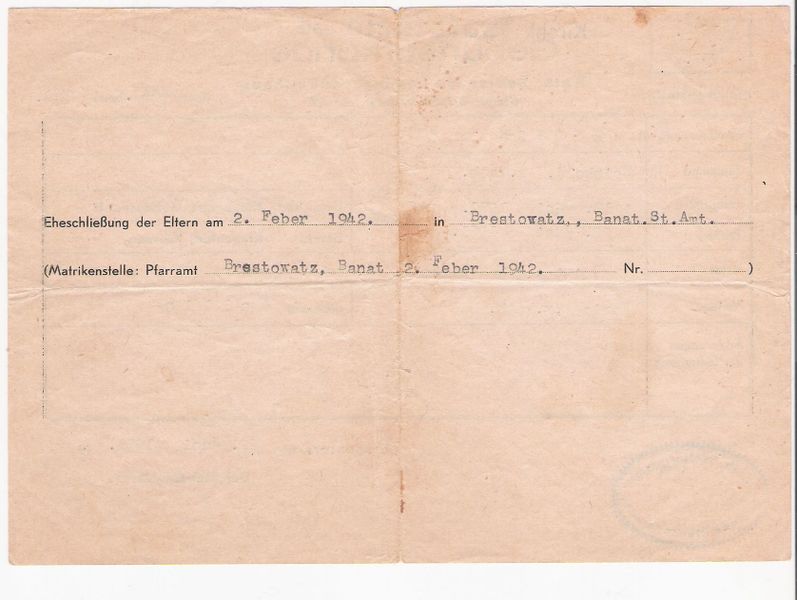 Eheschließung der Eltern am 2. Feber 1942. in Brestowatz,, Banat.St.Amt.
(Matrikenstelle: Pfarramt Brestowatz, Banat 2. Feber 1942. Nr. )